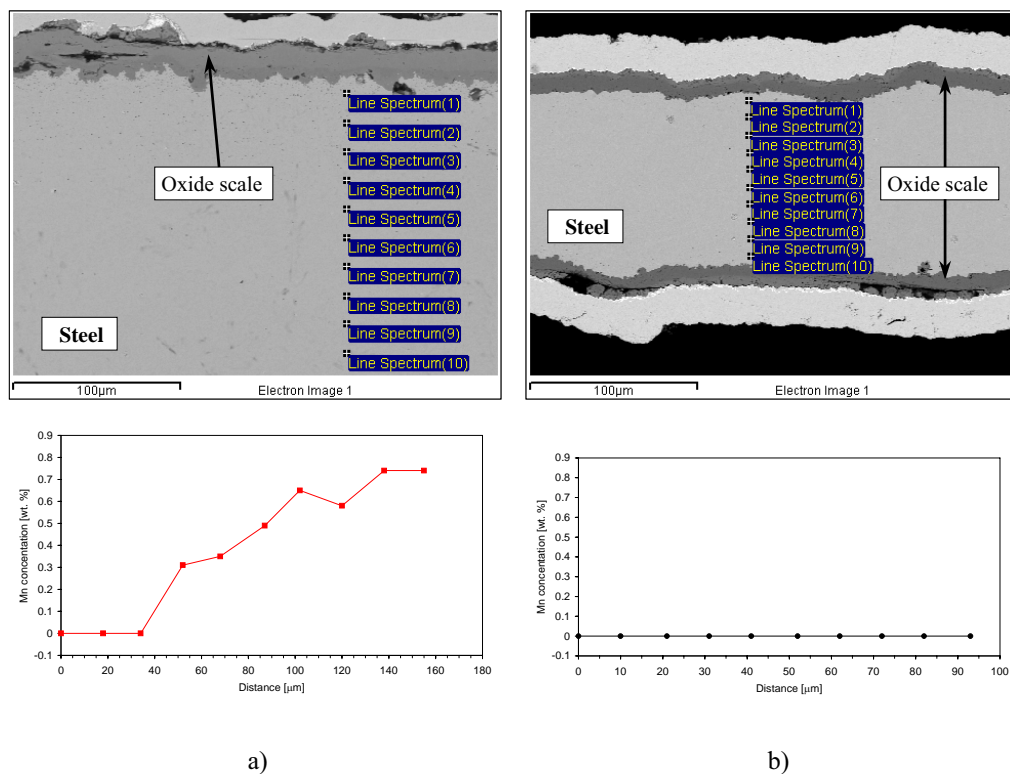 Line Spectrum(1)
Line Spectrum(2)
Line Spectrum(3)
Line Spectrum(4)
Line Spectrum(5)
Line Spectrum(6)
Line Spectrum(7)
Line Spectrum(8)
Line Spectrum(9)
Line Spectrum(10)
Oxide scale
Steel
100µm
Electron Image 1
Line Spectrum(1)
Line Spectrum(2)
Line Spectrum(3)
Line Spectrum(4)
Line Spectrum(5)
Line Spectrum(6)
Line Spectrum(7)
Line Spectrum(8)
Line Spectrum(9)
Line Spectrum(10)
Oxide scale
Steel
100µm
Electron Image 1
Mn concentation [wt. %]
0.9
0.8
0.7
0.6
0.5
0.4
0.3
0.2
0.1
0
-0.1
0 20 40 60 80 100 120 140 160 180
Distance [µm]
Mn concentation [wt. %]
0.9
0.8
0.7
0.6
0.5
0.4
0.3
0.2
0.1
0
-0.1
0 10 20 30 40 50 60 70 80 90 100
Distance [µm]
a)
b)